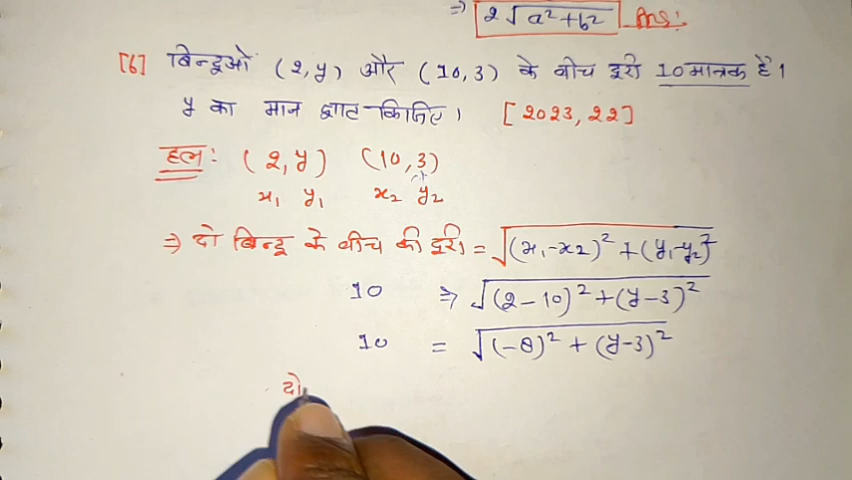 ⇒ 2√(a²+b²) Ans:
[6] बिन्दुओं (2,y) और (10,3) के बीच दूरी 10 मात्रक है।
y का मान ज्ञात किजिए। [2023,22]
हल: (2,y) (10,3)
x₁ y₁ x₂ y₂
⇒ दो बिन्दू के बीच की दूरी = √((x₁-x2)²+(y₁-y₂)²)
10 ⇒ √((2-10)²+(y-3)²)
10 = √((-8)²+(y-3)²)
दो